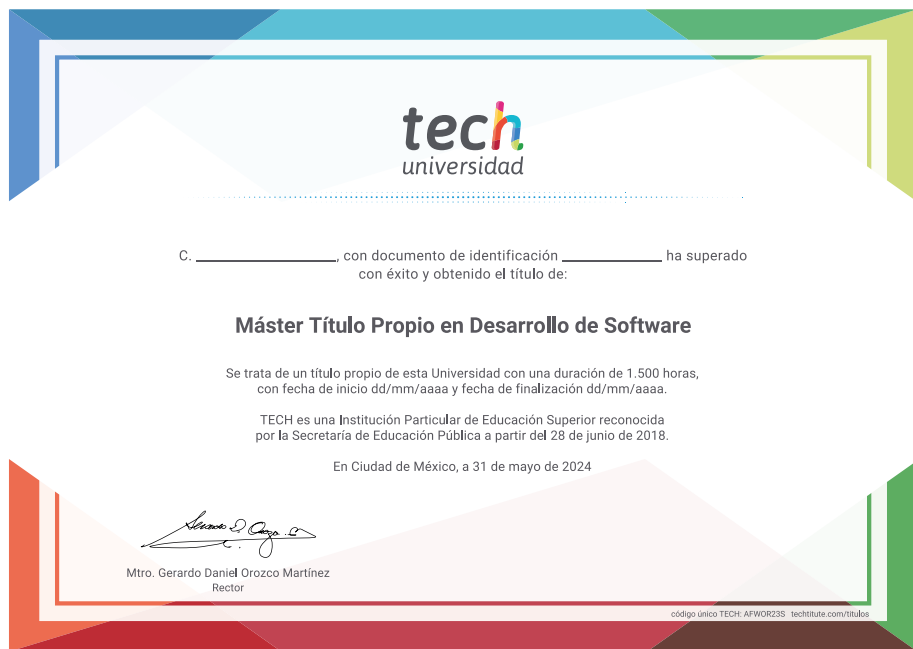 tech
universidad
C. ________________, con documento de identificación ____________ ha superado
con éxito y obtenido el título de:
Máster Título Propio en Desarrollo de Software
Se trata de un título propio de esta Universidad con una duración de 1.500 horas,
con fecha de inicio dd/mm/aaaa y fecha de finalización dd/mm/aaaa.
TECH es una Institución Particular de Educación Superior reconocida
por la Secretaría de Educación Pública a partir del 28 de junio de 2018.
En Ciudad de México, a 31 de mayo de 2024
Mtro. Gerardo Daniel Orozco Martínez
Rector
código único TECH: AFWOR23S techtitute.com/titulos